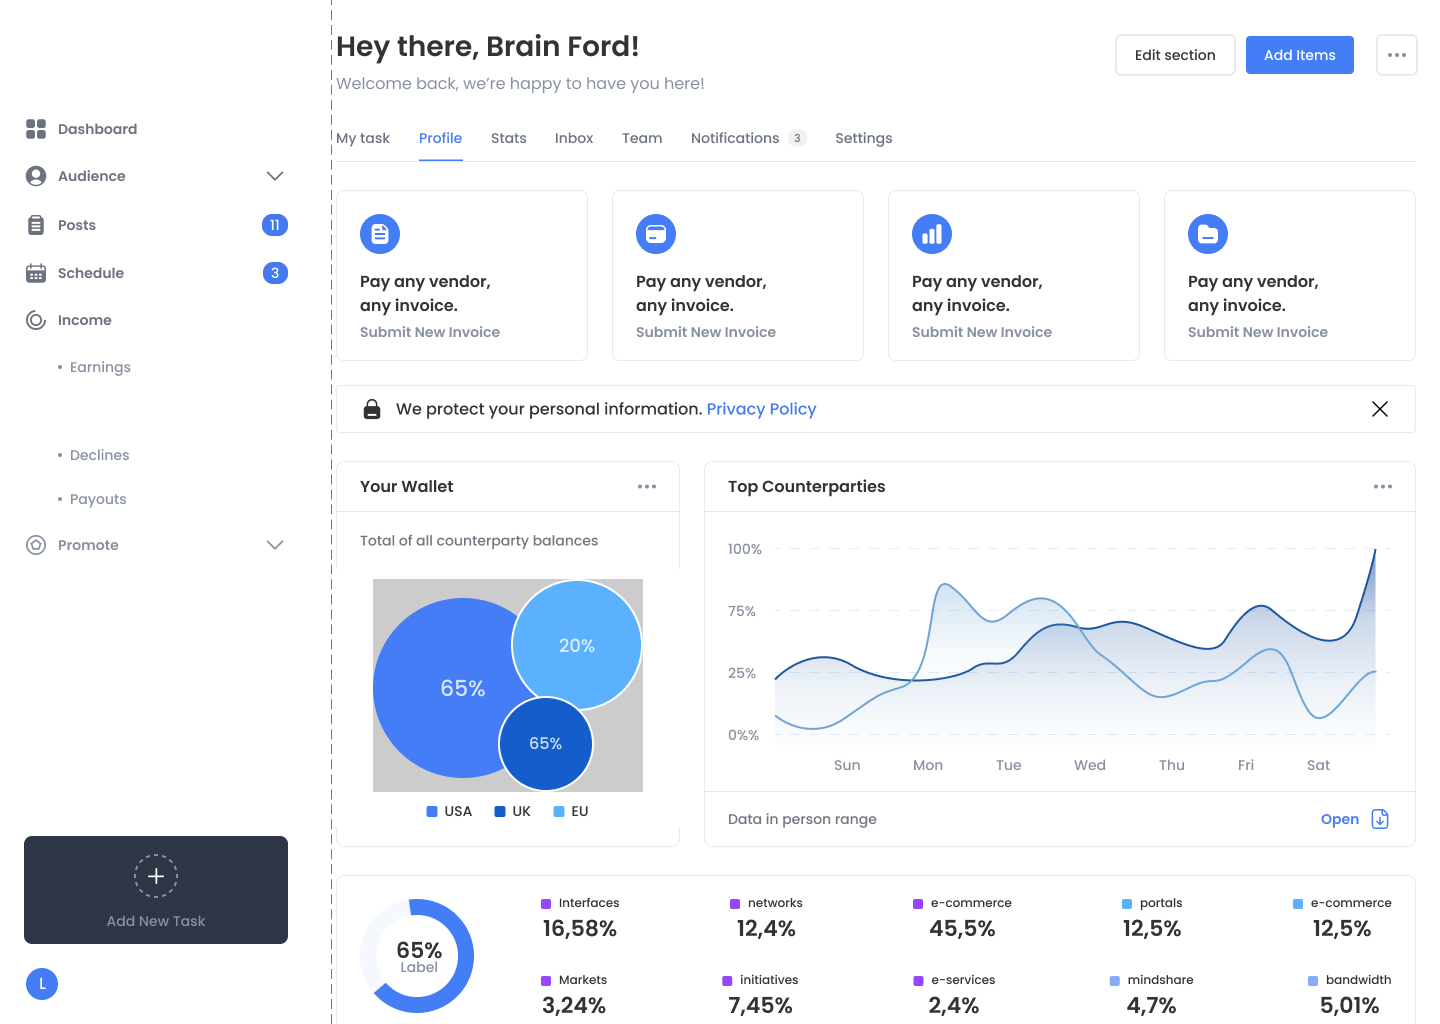 Hey there, Brain Ford!
Welcome back, we’re happy to have you here!
Edit section
Add Items
Dashboard
Audience
Posts
11
Schedule
3
Income
• Earnings
• Declines
• Payouts
Promote
Add New Task
L
My task
Profile
Stats
Inbox
Team
Notifications
3
Settings
Pay any vendor,
any invoice.
Submit New Invoice
Pay any vendor,
any invoice.
Submit New Invoice
Pay any vendor,
any invoice.
Submit New Invoice
Pay any vendor,
any invoice.
Submit New Invoice
We protect your personal information. Privacy Policy
Your Wallet
Total of all counterparty balances
65%
20%
65%
USA
UK
EU
Top Counterparties
100%
75%
25%
0%%
Sun
Mon
Tue
Wed
Thu
Fri
Sat
Data in person range
Open
65%
Label
Interfaces
16,58%
networks
12,4%
e-commerce
45,5%
portals
12,5%
e-commerce
12,5%
Markets
3,24%
initiatives
7,45%
e-services
2,4%
mindshare
4,7%
bandwidth
5,01%